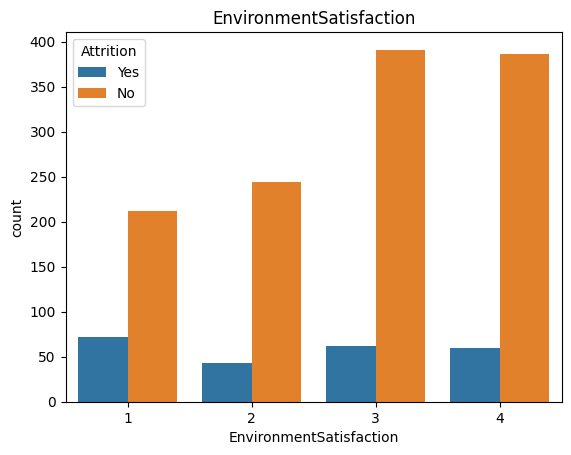 EnvironmentSatisfaction
Attrition
Yes
No
400
350
300
250
200
150
100
50
0
count
1 2 3 4
EnvironmentSatisfaction